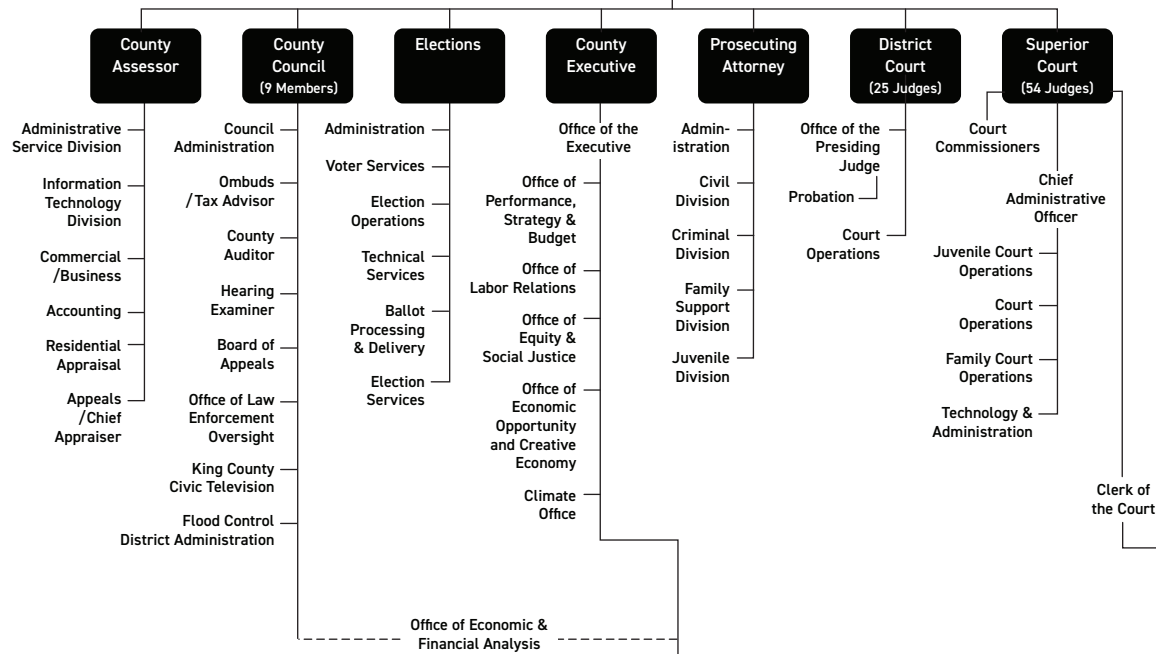 County
Assessor
County
Council
(9 Members)
Elections
County
Executive
Prosecuting
Attorney
District
Court
(25 Judges)
Superior
Court
(54 Judges)
Administrative
Service Division
Information
Technology
Division
Commercial
/Business
Accounting
Residential
Appraisal
Appeals
/Chief
Appraiser
Council
Administration
Ombuds
/Tax Advisor
County
Auditor
Hearing
Examiner
Board of
Appeals
Office of Law
Enforcement
Oversight
King County
Civic Television
Flood Control
District Administration
Administration
Voter Services
Election
Operations
Technical
Services
Ballot
Processing
& Delivery
Election
Services
Office of the
Executive
Office of
Performance,
Strategy &
Budget
Office of
Labor Relations
Office of
Equity &
Social Justice
Office of
Economic
Opportunity
and Creative
Economy
Climate
Office
Office of Economic &
Financial Analysis
Admin-
istration
Civil
Division
Criminal
Division
Family
Support
Division
Juvenile
Division
Office of the
Presiding
Judge
Probation
Court
Operations
Court
Commissioners
Chief
Administrative
Officer
Juvenile Court
Operations
Court
Operations
Family Court
Operations
Technology &
Administration
Clerk of
the Court